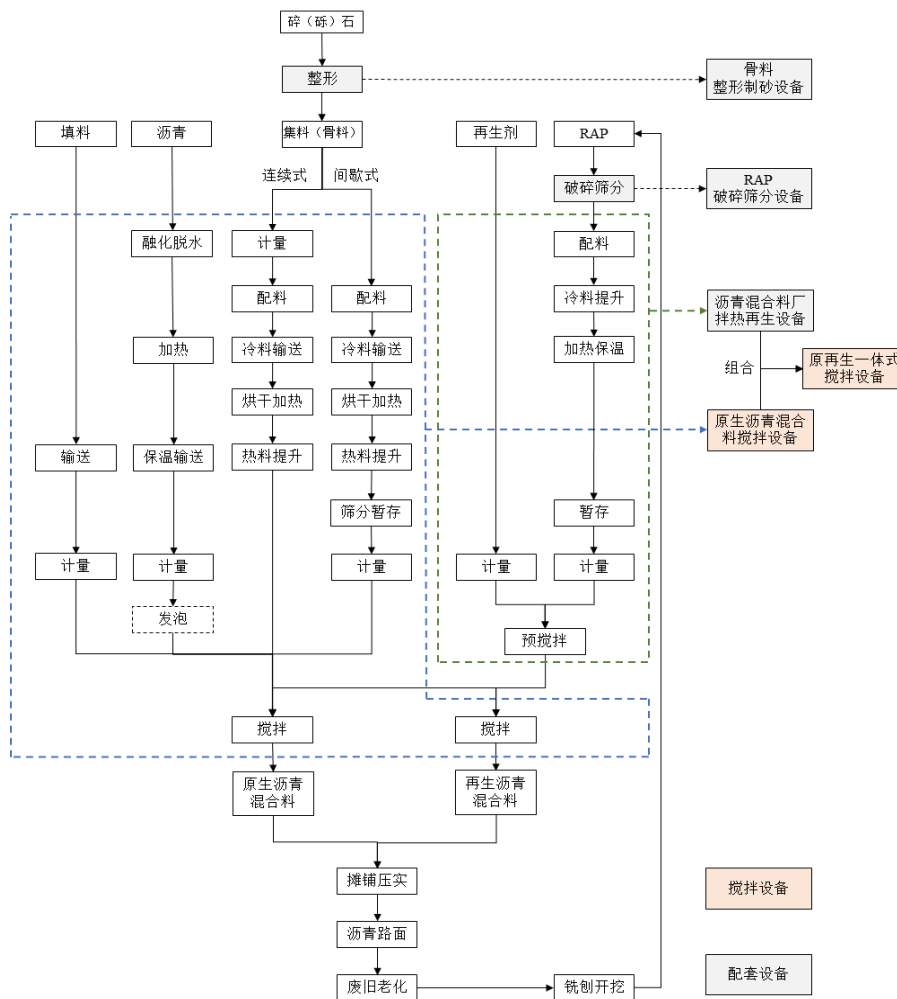 碎（砾）石
整形
骨料
整形制砂设备
填料
沥青
集料（骨料）
再生剂
RAP
连续式
间歇式
破碎筛分
RAP
破碎筛分设备
融化脱水
计量
配料
配料
配料
冷料提升
沥青混合料厂
拌热再生设备
加热
冷料输送
冷料输送
加热保温
组合
原再生一体式
搅拌设备
烘干加热
烘干加热
原生沥青混合
料搅拌设备
输送
保温输送
热料提升
热料提升
筛分暂存
暂存
计量
计量
计量
计量
计量
发泡
预搅拌
搅拌
搅拌
原生沥青
混合料
再生沥青
混合料
摊铺压实
搅拌设备
沥青路面
废旧老化
铣刨开挖
配套设备